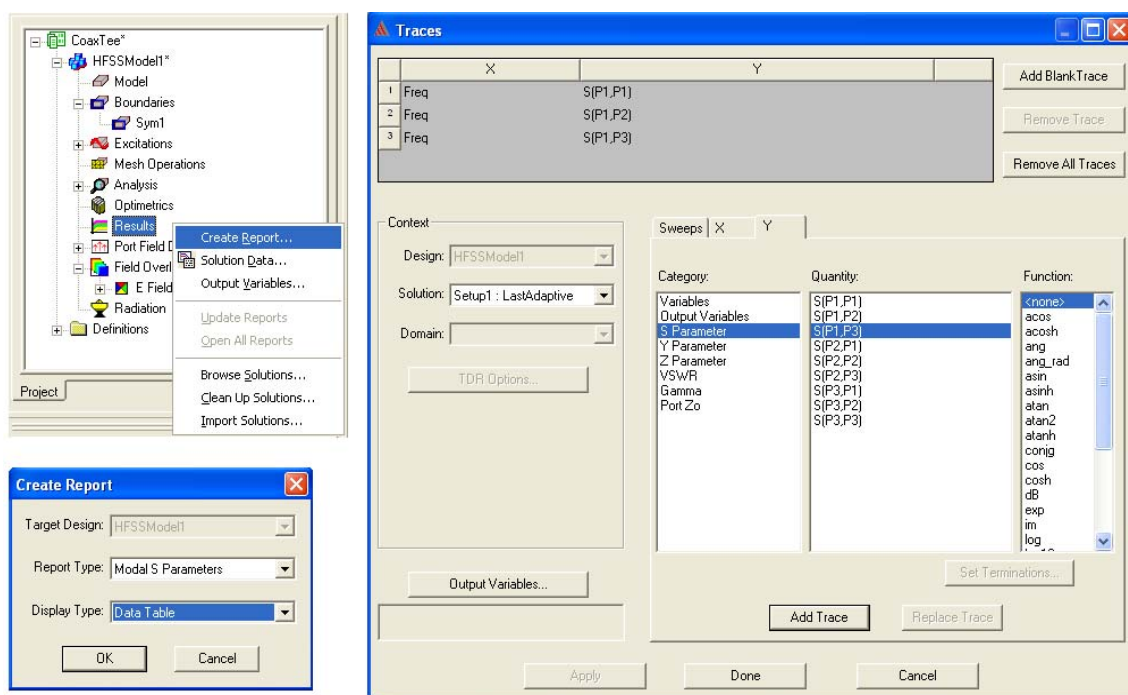 CoaxTee*
HFSSModel1*
Model
Boundaries
Sym1
Excitations
Mesh Operations
Analysis
Optimetrics
Results
Port Field D
Field Overl
E Field
Radiation
Definitions
Project
Create Report...
Solution Data...
Output Variables...
Update Reports
Open All Reports
Browse Solutions...
Clean Up Solutions...
Import Solutions...
Create Report
Target Design: HFSSModel1
Report Type: Modal S Parameters
Display Type: Data Table
OK Cancel
Traces
X Y
1 Freq S(P1,P1)
2 Freq S(P1,P2)
3 Freq S(P1,P3)
Add BlankTrace
Remove Trace
Remove All Traces
Context
Design: HFSSModel1
Solution: Setup1 : LastAdaptive
Domain:
TDR Options...
Output Variables...
Sweeps X Y
Category:
Variables
Output Variables
S Parameter
Y Parameter
Z Parameter
VSWR
Gamma
Port Zo
Quantity:
S(P1,P1)
S(P1,P2)
S(P1,P3)
S(P2,P1)
S(P2,P2)
S(P2,P3)
S(P3,P1)
S(P3,P2)
S(P3,P3)
Function:
<none>
acos
acosh
ang
ang_rad
asin
asinh
atan
atan2
atanh
conjg
cos
cosh
dB
exp
im
log
Set Terminations...
Add Trace Replace Trace
Apply Done Cancel